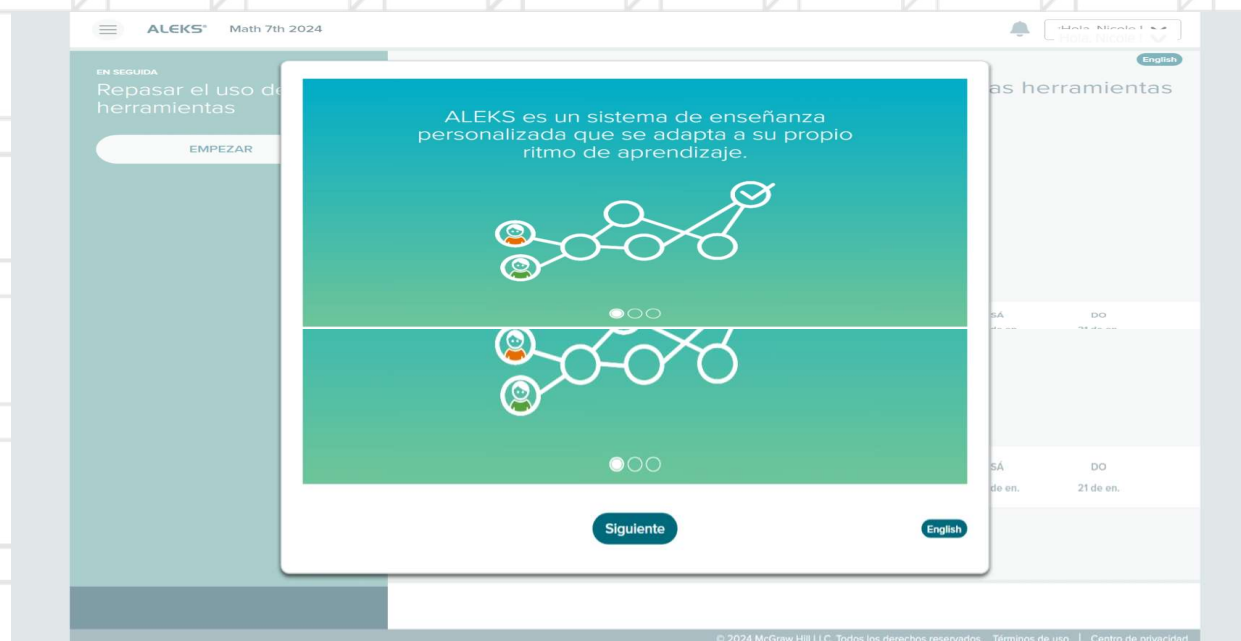 ALEKS® Math 7th 2024
English
EN SEGUIDA
Repasar el uso de
herramientas
as herramientas
EMPEZAR
ALEKS es un sistema de enseñanza
personalizada que se adapta a su propio
ritmo de aprendizaje.
SÁ DO
SÁ DO
de en. 21 de en.
Siguiente
English
© 2024 McGraw Hill LLC. Todos los derechos reservados. Términos de uso | Centro de privacidad